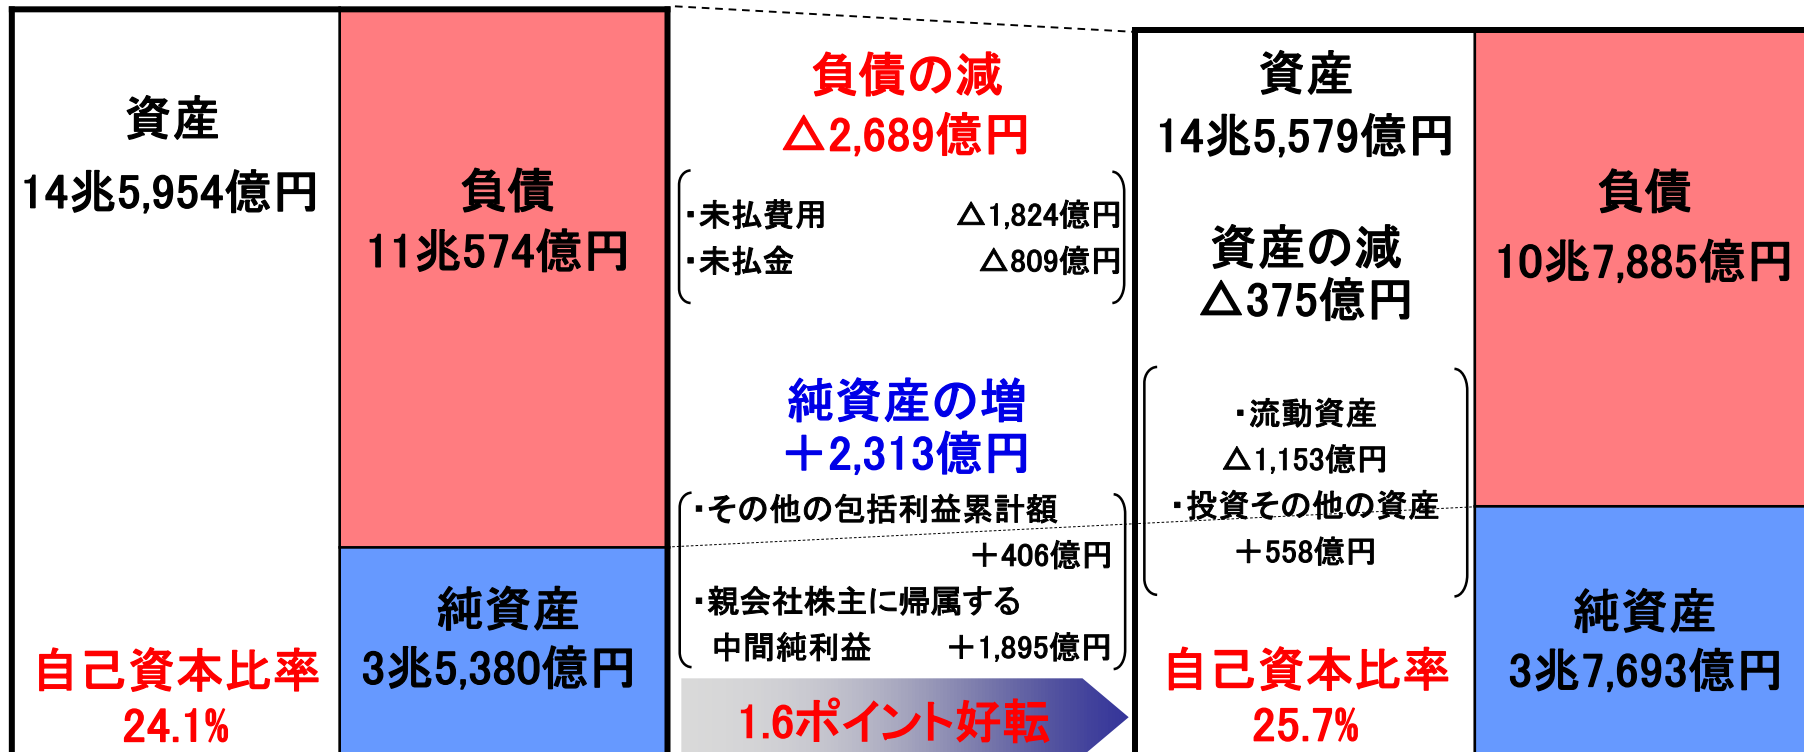 資産
14兆5,954億円
自己資本比率
24.1%
負債
11兆574億円
純資産
3兆5,380億円
負債の減
△2,689億円
・未払費用 △1,824億円
・未払金 △809億円
純資産の増
＋2,313億円
・その他の包括利益累計額
＋406億円
・親会社株主に帰属する
中間純利益 ＋1,895億円
1.6ポイント好転
資産
14兆5,579億円
資産の減
△375億円
・流動資産
△1,153億円
・投資その他の資産
＋558億円
自己資本比率
25.7%
負債
10兆7,885億円
純資産
3兆7,693億円